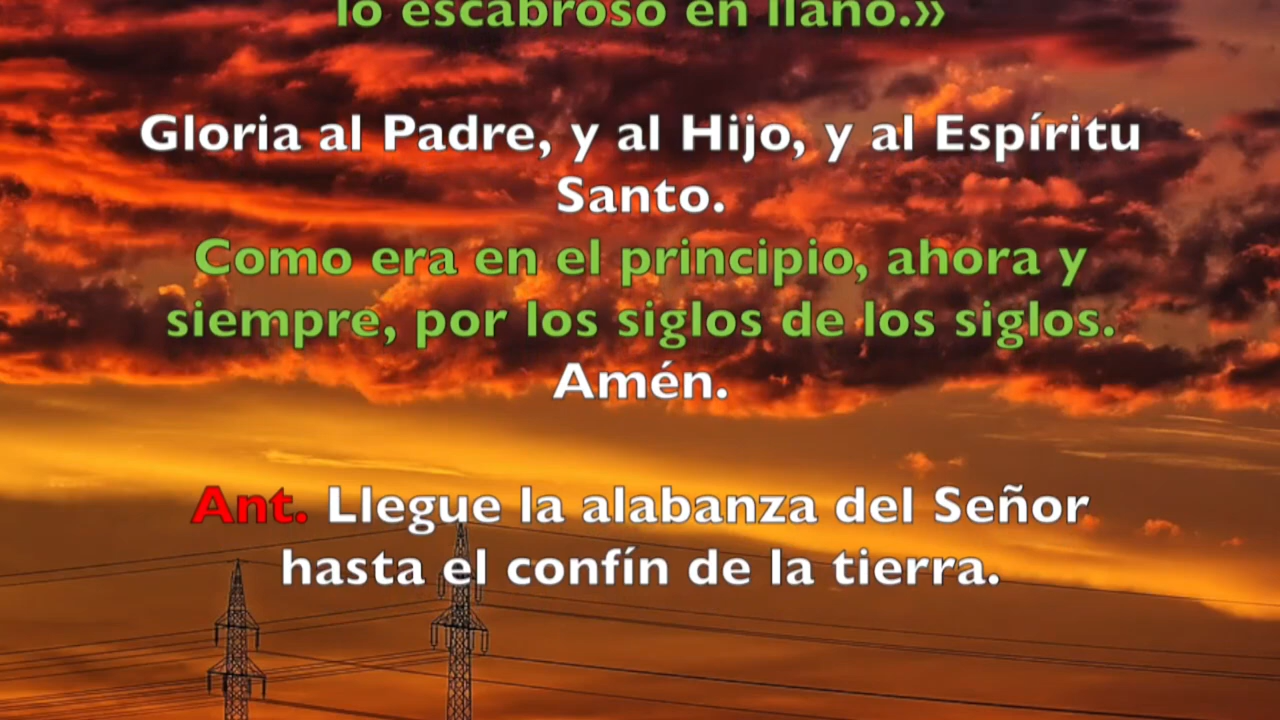 lo escabroso en llano.»
Gloria al Padre, y al Hijo, y al Espíritu
Santo.
Como era en el principio, ahora y
siempre, por los siglos de los siglos.
Amén.
Ant. Llegue la alabanza del Señor
hasta el confín de la tierra.